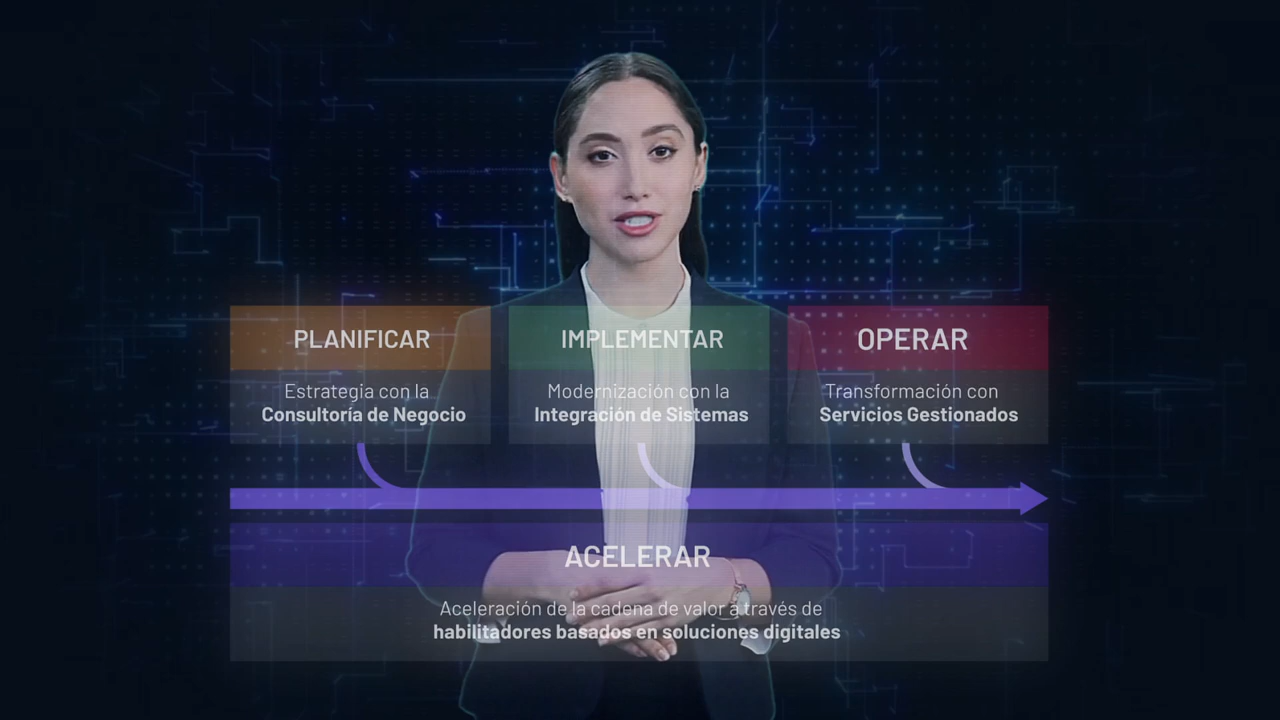 PLANIFICAR
Estrategia con la
Consultoría de Negocio
IMPLEMENTAR
Modernización con la
Integración de Sistemas
OPERAR
Transformación con
Servicios Gestionados
ACELERAR
Aceleración de la cadena de valor a través de
habilitadores basados en soluciones digitales